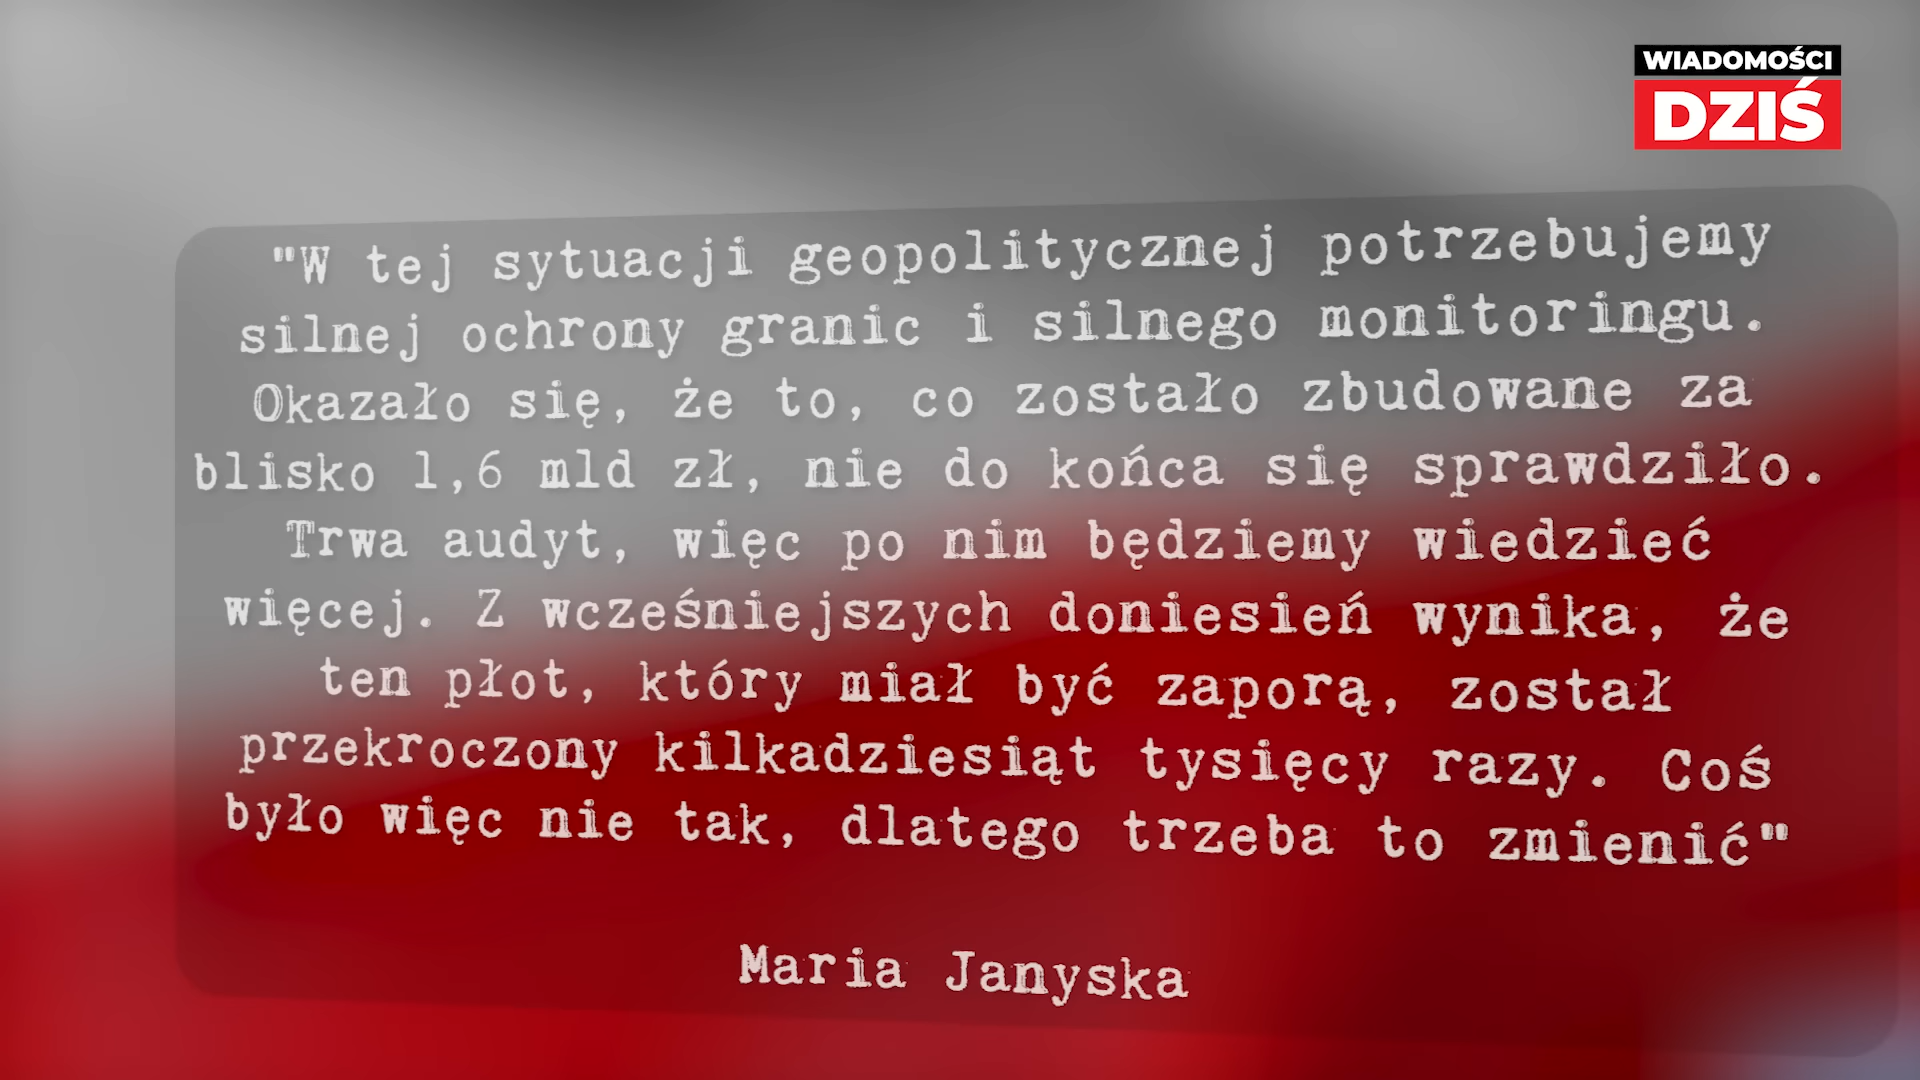 WIADOMOŚCI
DZIŚ
"W tej sytuacji geopolitycznej potrzebujemy
silnej ochrony granic i silnego monitoringu.
Okazało się, że to, co zostało zbudowane za
blisko 1,6 mld zł, nie do końca się sprawdziło.
Trwa audyt, więc po nim będziemy wiedzieć
więcej. Z wcześniejszych doniesień wynika, że
ten płot, który miał być zaporą, został
przekroczony kilkadziesiąt tysięcy razy. Coś
było więc nie tak, dlatego trzeba to zmienić"
Maria Janyska